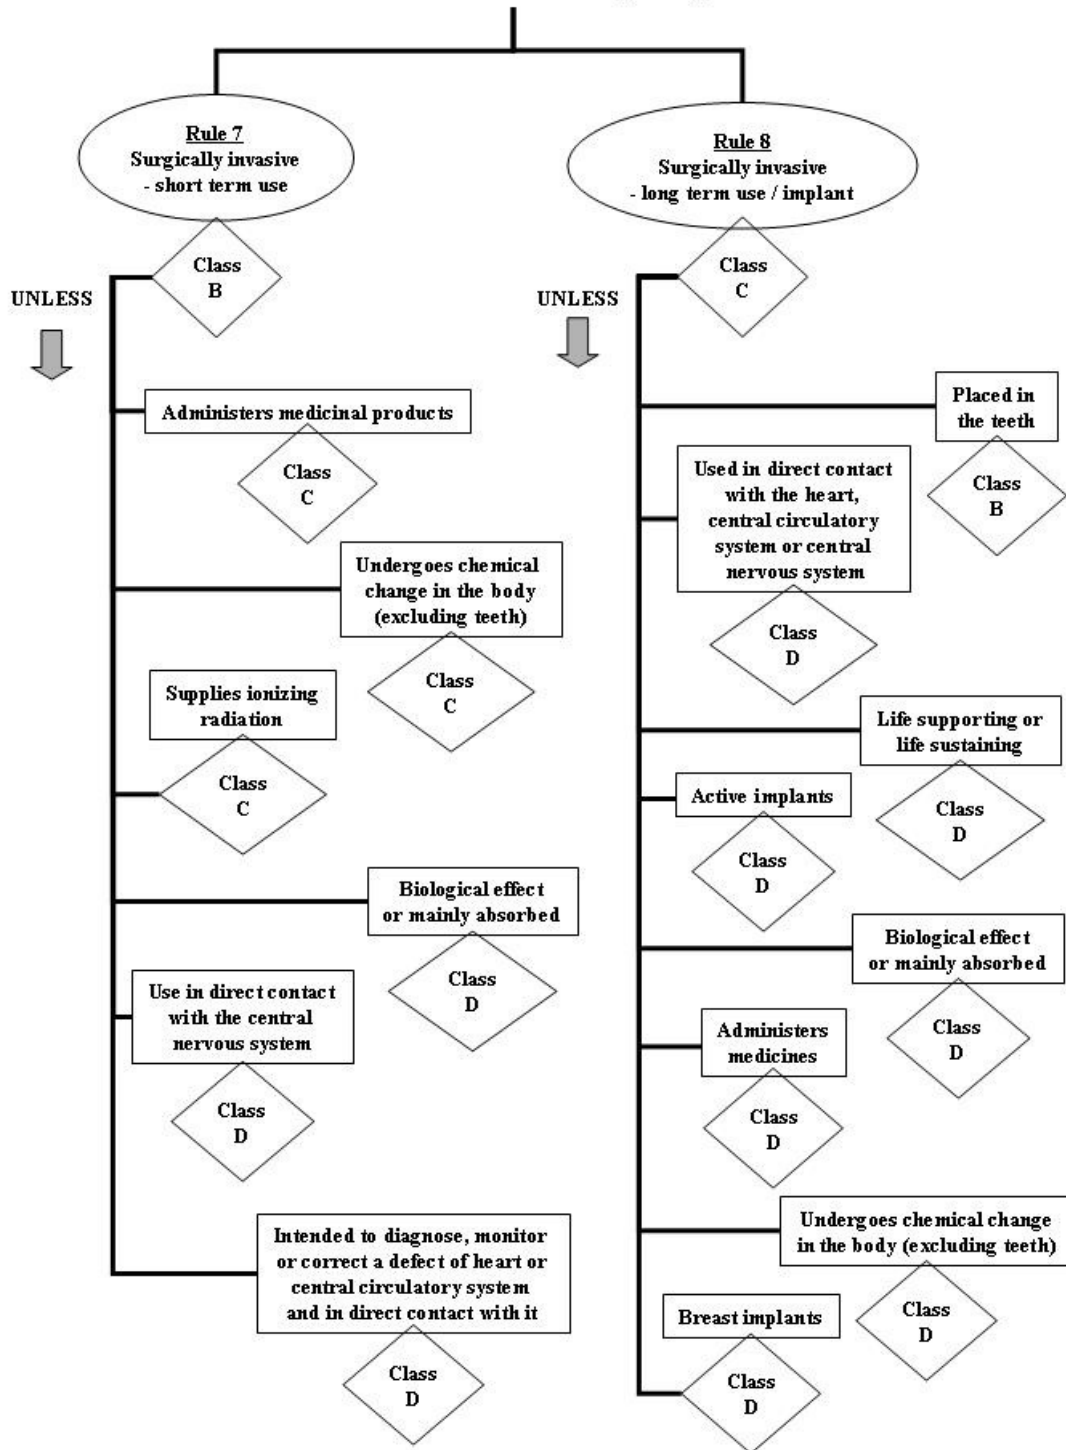 Rule 7
Surgically invasive
- short term use
Class
B
UNLESS
Administers medicinal products
Class
C
Undergoes chemical
change in the body
(excluding teeth)
Class
C
Supplies ionizing
radiation
Class
C
Biological effect
or mainly absorbed
Class
D
Use in direct contact
with the central
nervous system
Class
D
Intended to diagnose, monitor
or correct a defect of heart or
central circulatory system
and in direct contact with it
Class
D
Rule 8
Surgically invasive
- long term use / implant
Class
C
UNLESS
Placed in
the teeth
Class
B
Used in direct contact
with the heart,
central circulatory
system or central
nervous system
Class
D
Life supporting or
life sustaining
Class
D
Active implants
Class
D
Biological effect
or mainly absorbed
Class
D
Administers
medicines
Class
D
Undergoes chemical change
in the body (excluding teeth)
Class
D
Breast implants
Class
D